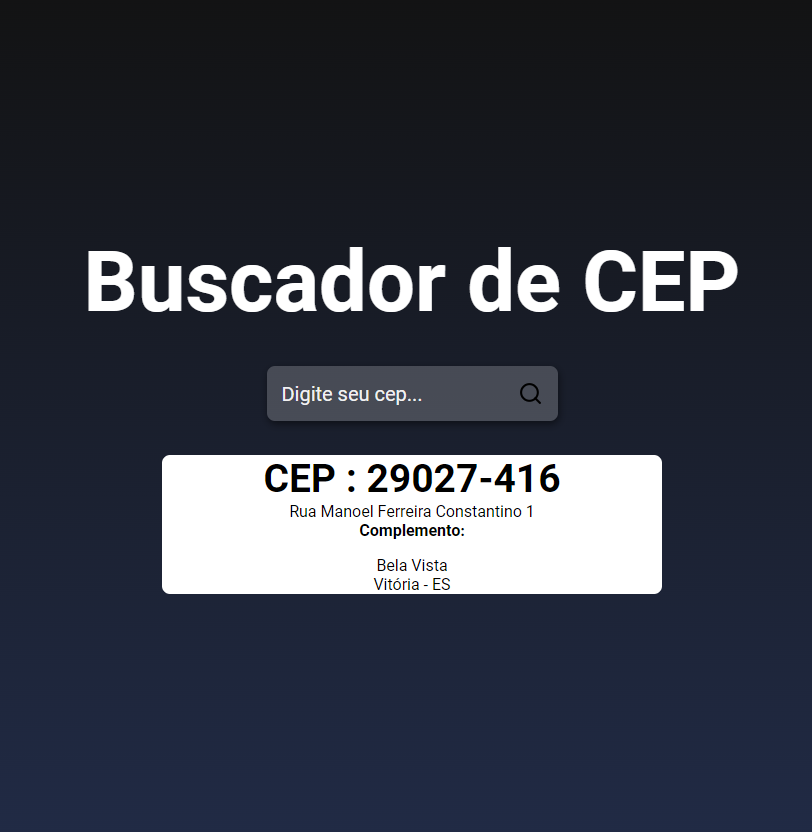 Buscador de CEP
Digite seu cep...
CEP : 29027-416
Rua Manoel Ferreira Constantino 1
Complemento:
Bela Vista
Vitória - ES